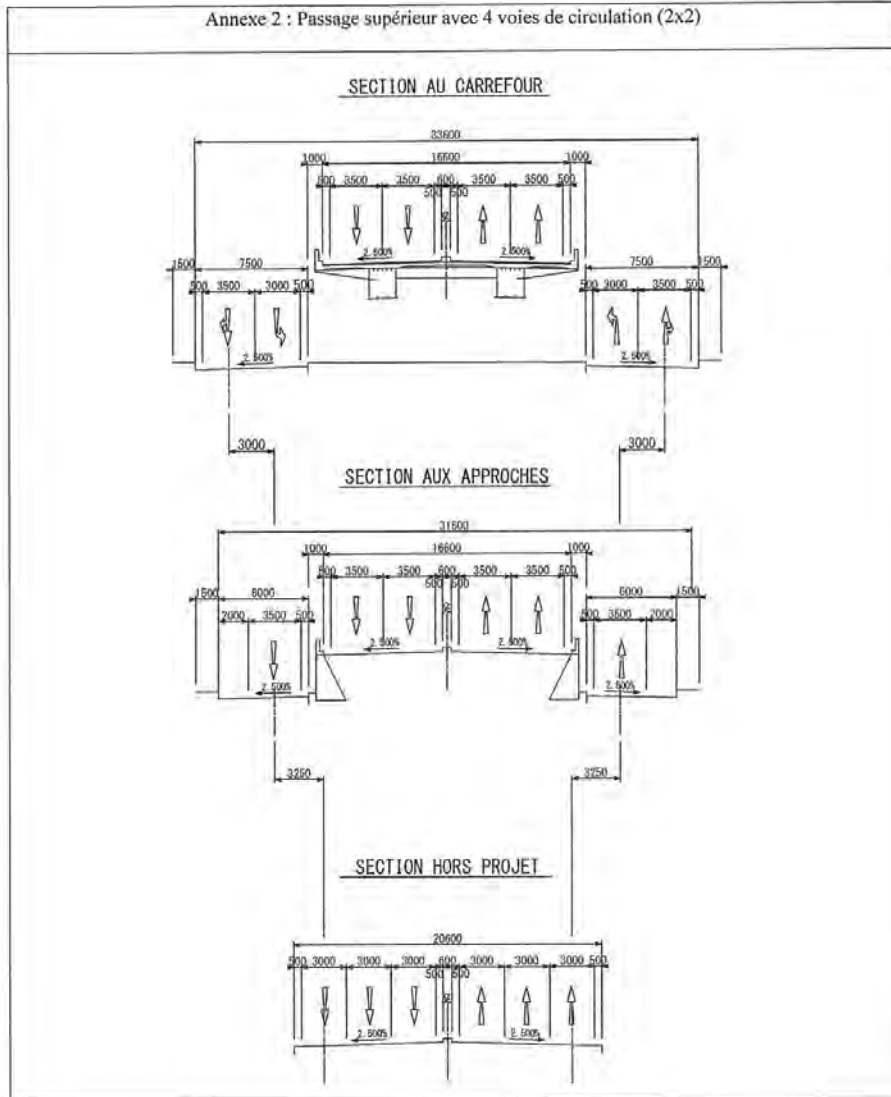 Annexe 2 : Passage supérieur avec 4 voies de circulation (2x2)
SECTION AU CARREFOUR
33600
1000 16600 1000
500 3500 3500 600 3500 3500 500
500 500
2.500% 2.500%
1500 7500 7500 1500
500 3500 3000 500 500 3000 3500 500
2.500% 2.500%
3000 3000
SECTION AUX APPROCHES
31600
1000 16600 1000
500 3500 3500 600 3500 3500 500
500 500
1500 6000 6000 1500
2000 3500 500 500 3500 2000
2.500% 2.500%
2.500% 2.500%
3250 3250
SECTION HORS PROJET
20600
500 3000 3000 3000 600 3000 3000 3000 500
500 500
2.500% 2.500%